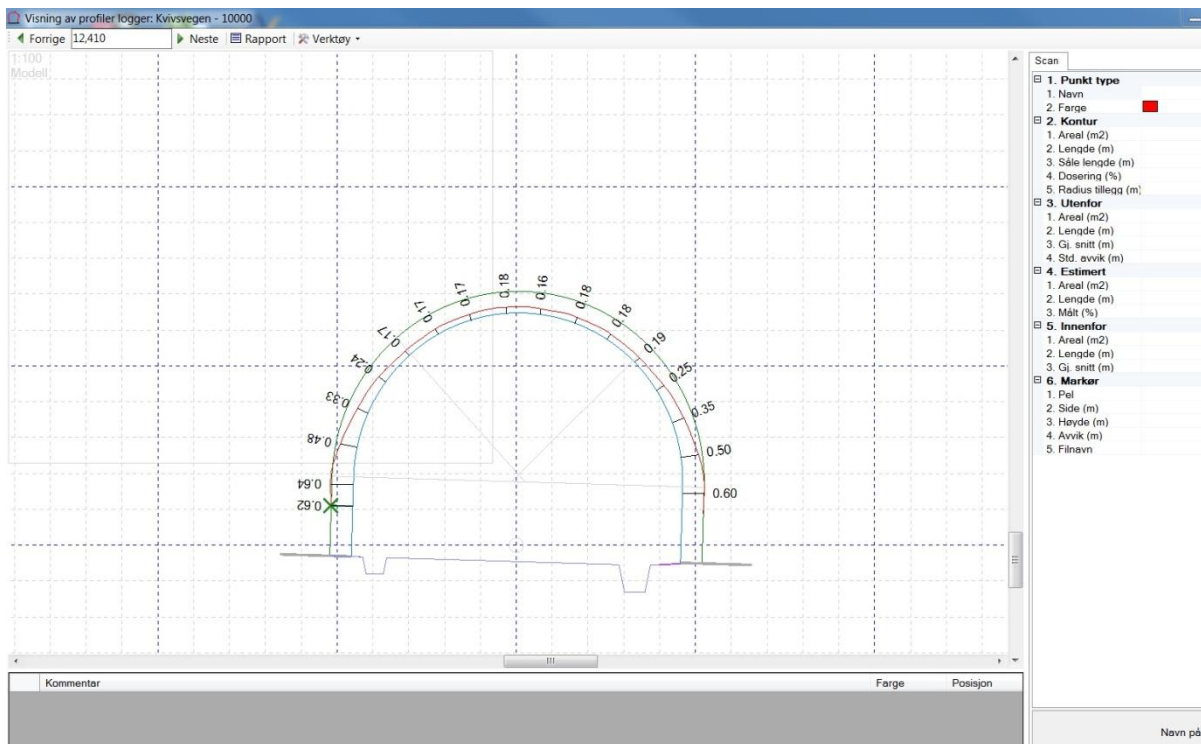 Visning av profiler logger: Kvivsvegen - 10000
Forrige 12,410 Neste Rapport Verktøy
1:100
Modell
0.62
0.64
0.48
0.33
0.24
0.17
0.17
0.17
0.18
0.16
0.18
0.18
0.19
0.25
0.35
0.50
0.60
Kommentar Farge Posisjon
Scan
1. Punkt type
1. Navn
2. Farge
2. Kontur
1. Areal (m2)
2. Lengde (m)
3. Såle lengde (m)
4. Dosering (%)
5. Radius tillegg (m)
3. Utenfor
1. Areal (m2)
2. Lengde (m)
3. Gj. snitt (m)
4. Std. avvik (m)
4. Estimert
1. Areal (m2)
2. Lengde (m)
3. Målt (%)
5. Innenfor
1. Areal (m2)
2. Lengde (m)
3. Gj. snitt (m)
6. Markør
1. Pel
2. Side (m)
3. Høyde (m)
4. Avvik (m)
5. Filnavn
Navn på